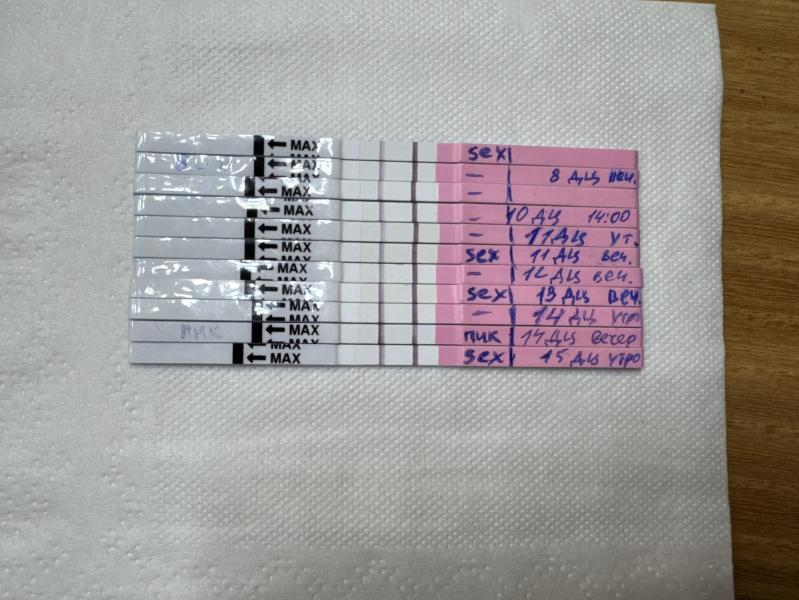 MAX sex
MAX - 8 ДЦ веч.
MAX -
MAX - 10 ДЦ 14:00
MAX - 11 ДЦ ут.
MAX sex 11 ДЦ веч.
MAX - 12 ДЦ веч.
MAX sex 13 ДЦ веч.
MAX - 14 ДЦ утро
пик MAX пик 14 ДЦ вечер
MAX sex 15 ДЦ утро